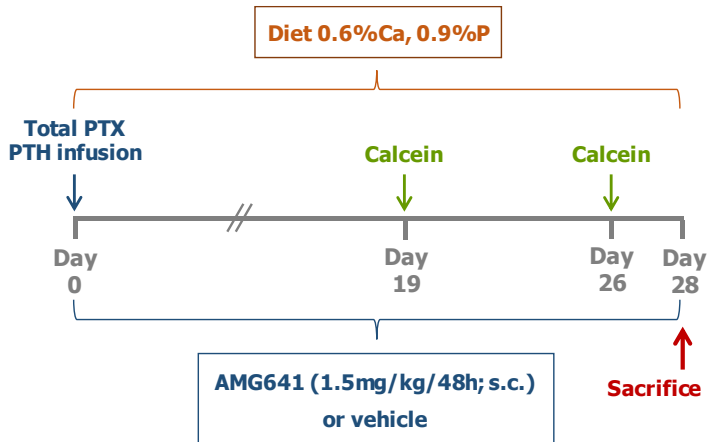 Diet 0.6%Ca, 0.9%P
Total PTX
PTH infusion
Calcein
Calcein
Day
0
Day
19
Day
26
Day
28
AMG641 (1.5mg/kg/48h; s.c.)
or vehicle
Sacrifice